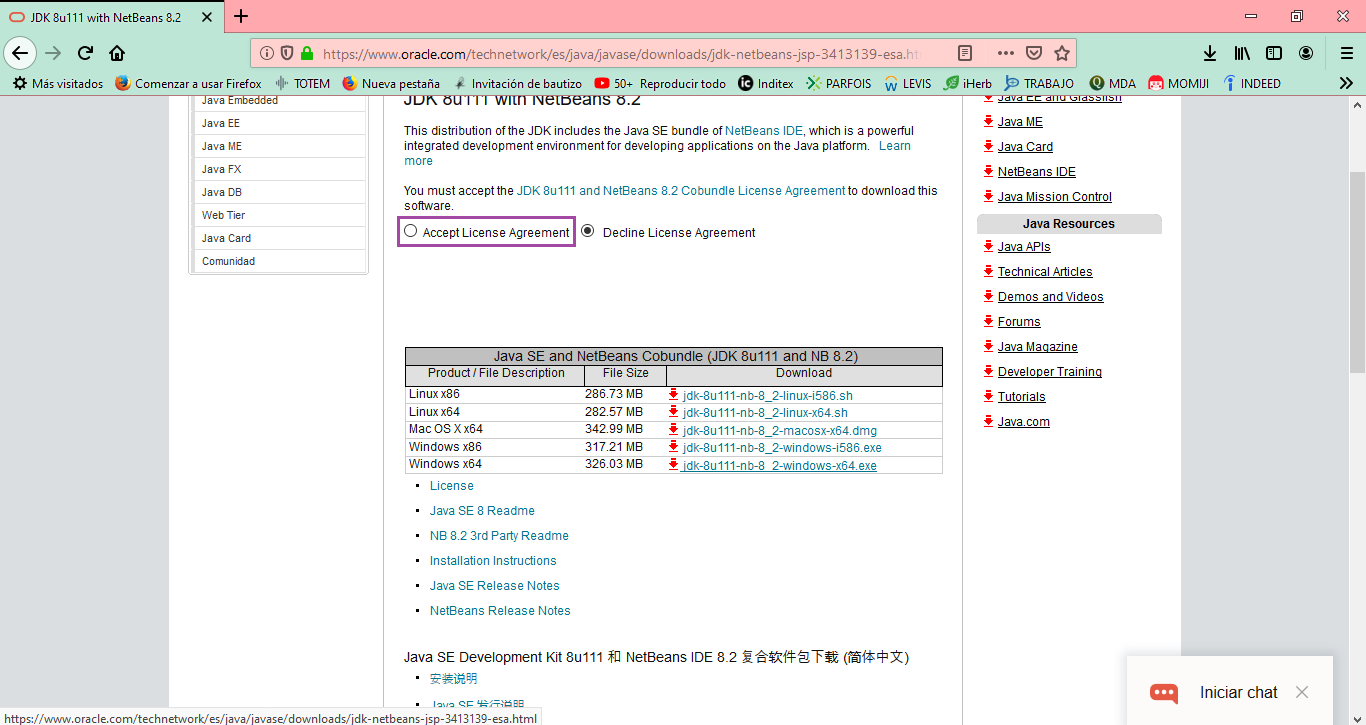 JDK 8u111 with NetBeans 8.2
https://www.oracle.com/technetwork/es/java/javase/downloads/jdk-netbeans-jsp-3413139-esa.ht
Más visitados
Comenzar a usar Firefox
TOTEM
Nueva pestaña
Invitación de bautizo
50+ Reproducir todo
Inditex
PARFOIS
LEVIS
iHerb
TRABAJO
MDA
MOMIJI
INDEED
Java Embedded
Java EE
Java ME
Java FX
Java DB
Web Tier
Java Card
Comunidad
JDK 8u111 with NetBeans 8.2
This distribution of the JDK includes the Java SE bundle of NetBeans IDE, which is a powerful
integrated development environment for developing applications on the Java platform. Learn
more
You must accept the JDK 8u111 and NetBeans 8.2 Cobundle License Agreement to download this
software.
Accept License Agreement Decline License Agreement
Java SE and NetBeans Cobundle (JDK 8u111 and NB 8.2)
Product / File Description File Size Download
Linux x86 286.73 MB jdk-8u111-nb-8_2-linux-i586.sh
Linux x64 282.57 MB jdk-8u111-nb-8_2-linux-x64.sh
Mac OS X x64 342.99 MB jdk-8u111-nb-8_2-macosx-x64.dmg
Windows x86 317.21 MB jdk-8u111-nb-8_2-windows-i586.exe
Windows x64 326.03 MB jdk-8u111-nb-8_2-windows-x64.exe
License
Java SE 8 Readme
NB 8.2 3rd Party Readme
Installation Instructions
Java SE Release Notes
NetBeans Release Notes
Java SE Development Kit 8u111 和 NetBeans IDE 8.2 复合软件包下载 (简体中文)
安装说明
Java SE 发行说明
Java EE and Glassfish
Java ME
Java Card
NetBeans IDE
Java Mission Control
Java Resources
Java APIs
Technical Articles
Demos and Videos
Forums
Java Magazine
Developer Training
Tutorials
Java.com
Iniciar chat
https://www.oracle.com/technetwork/es/java/javase/downloads/jdk-netbeans-jsp-3413139-esa.html